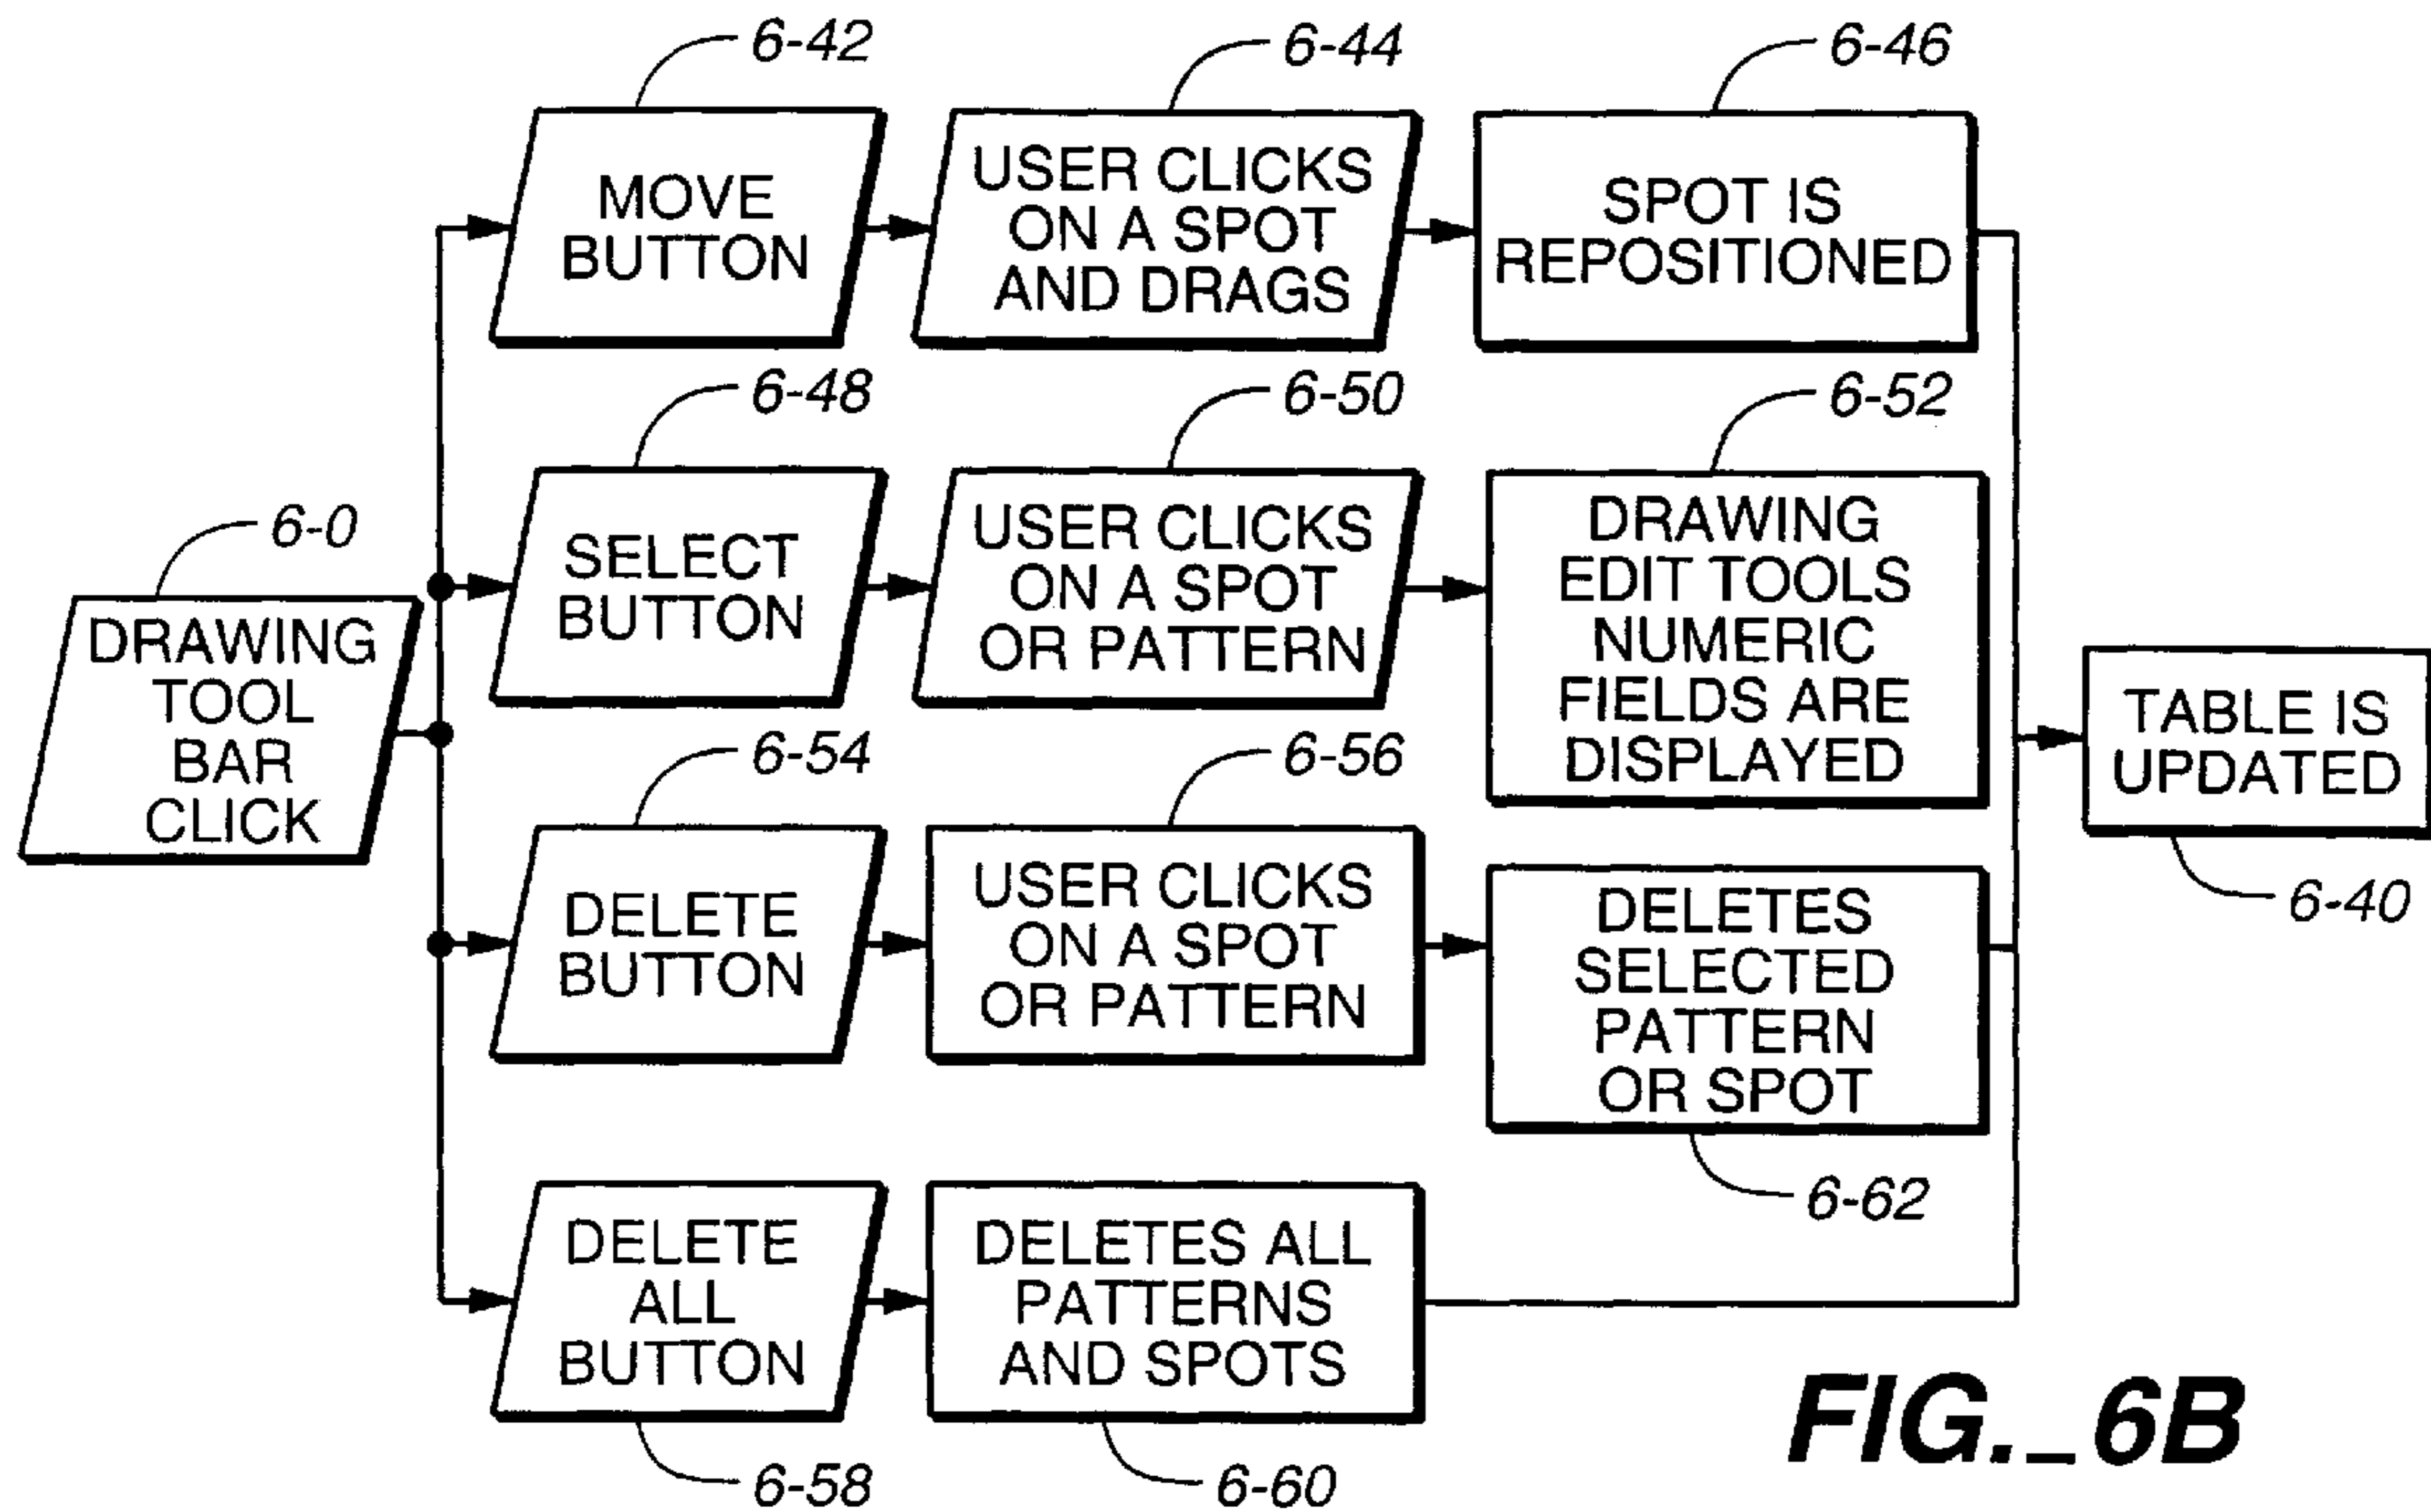 6-42
6-44
6-46
MOVE
BUTTON
USER CLICKS
ON A SPOT
AND DRAGS
SPOT IS
REPOSITIONED
6-48
6-50
6-52
6-0
DRAWING
TOOL
BAR
CLICK
SELECT
BUTTON
USER CLICKS
ON A SPOT
OR PATTERN
DRAWING
EDIT TOOLS
NUMERIC
FIELDS ARE
DISPLAYED
TABLE IS
UPDATED
6-40
6-54
6-56
DELETE
BUTTON
USER CLICKS
ON A SPOT
OR PATTERN
DELETES
SELECTED
PATTERN
OR SPOT
6-62
DELETE
ALL
BUTTON
DELETES ALL
PATTERNS
AND SPOTS
6-58
6-60
FIG._6B